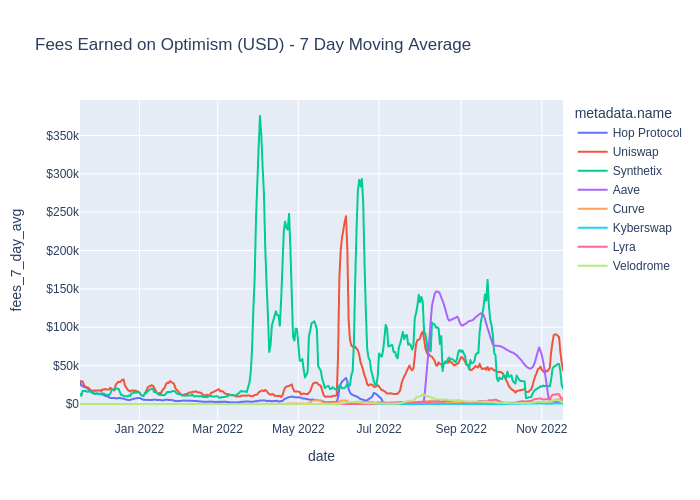 Fees Earned on Optimism (USD) - 7 Day Moving Average
metadata.name
Hop Protocol
Uniswap
Synthetix
Aave
Curve
Kyberswap
Lyra
Velodrome
fees_7_day_avg
$350k
$300k
$250k
$200k
$150k
$100k
$50k
$0
Jan 2022 Mar 2022 May 2022 Jul 2022 Sep 2022 Nov 2022
date